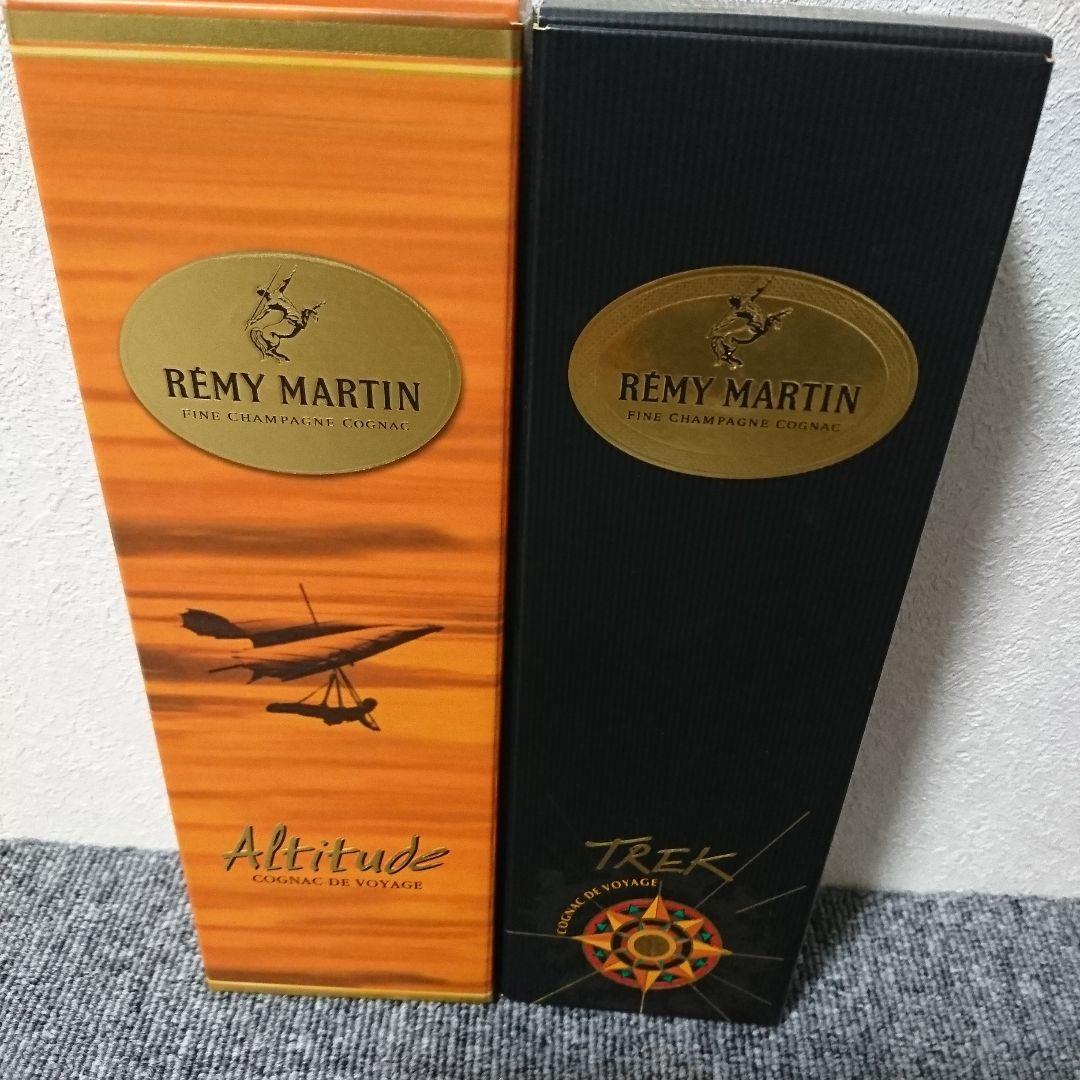 RÉMY MARTIN
FINE CHAMPAGNE COGNAC
Altitude
COGNAC DE VOYAGE
RÉMY MARTIN
FINE CHAMPAGNE COGNAC
TREK
COGNAC DE VOYAGE